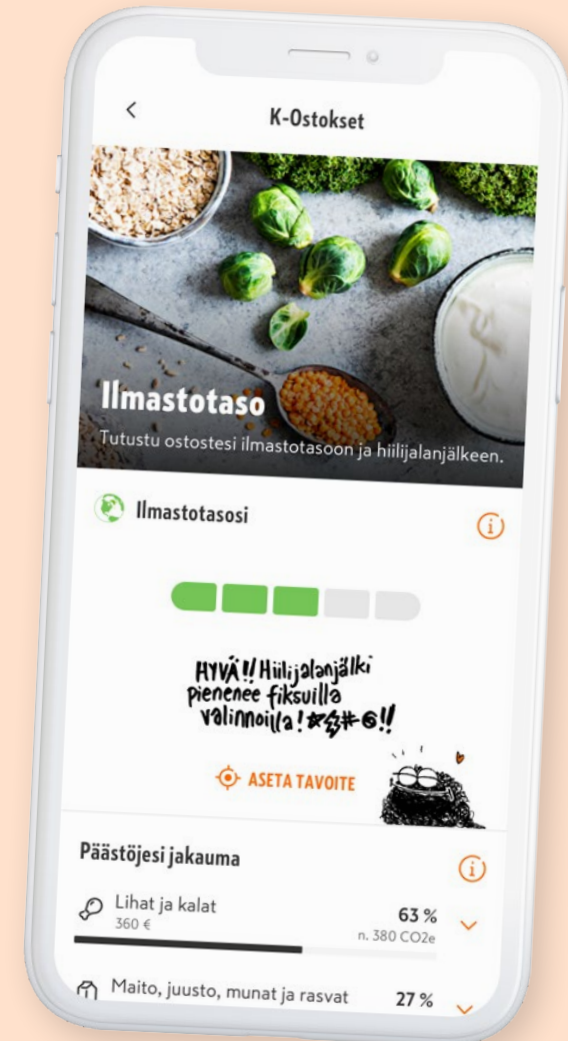 K-Ostokset
Ilmastotaso
Tutustu ostostesi ilmastotasoon ja hiilijalanjälkeen.
Ilmastotasosi
HYVÄ!! Hiilijalanjälki
pienenee fiksuilla
valinnoilla! *§#@!!
ASETA TAVOITE
Päästöjesi jakauma
Lihat ja kalat
63 %
360 €
n. 380 CO2e
Maito, juusto, munat ja rasvat
27 %